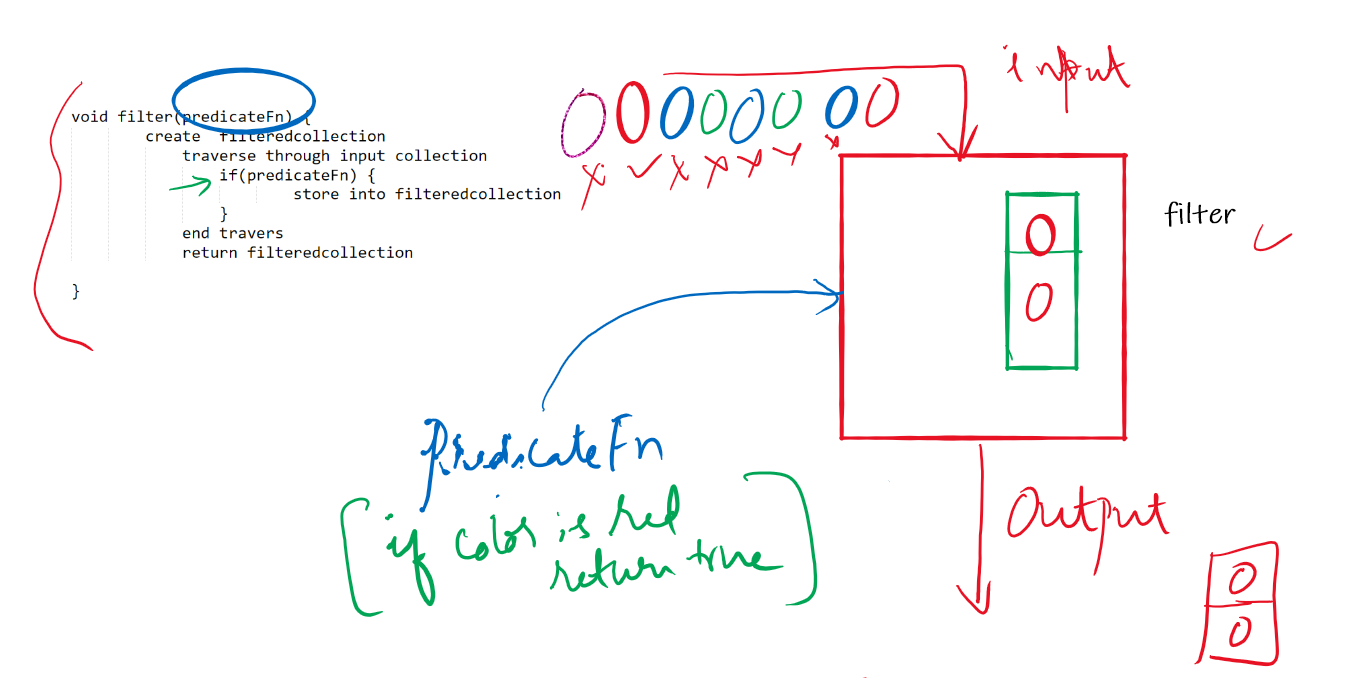 void filter(predicateFn) {
create filteredcollection
traverse through input collection
if(predicateFn) {
store into filteredcollection
}
end travers
return filteredcollection
}
input
filter
PredicateFn
if color is red
return true
Output